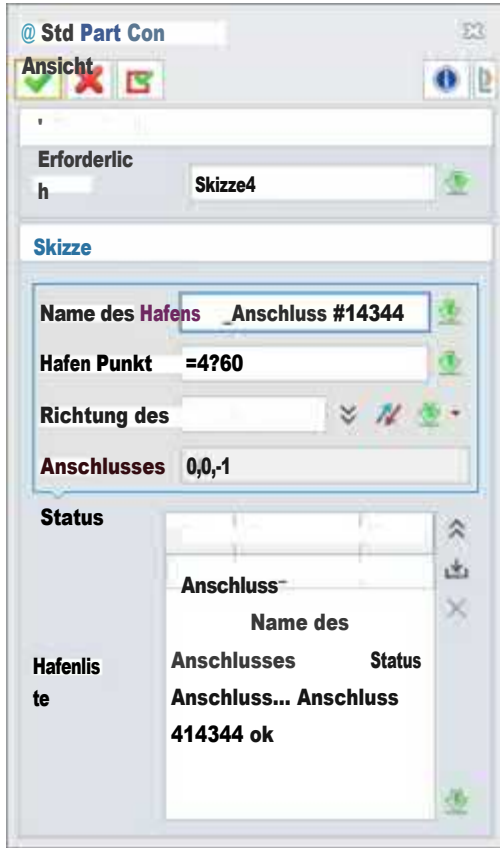 @ Std Part Con
Ansicht
Erforderlic
h
Skizze4
Skizze
Name des Hafens
_Anschluss #14344
Hafen Punkt
=4?60
Richtung des
Anschlusses
0,0,-1
Status
Anschluss
Name des
Anschlusses Status
Anschluss... Anschluss
414344 ok
Hafenlis
te